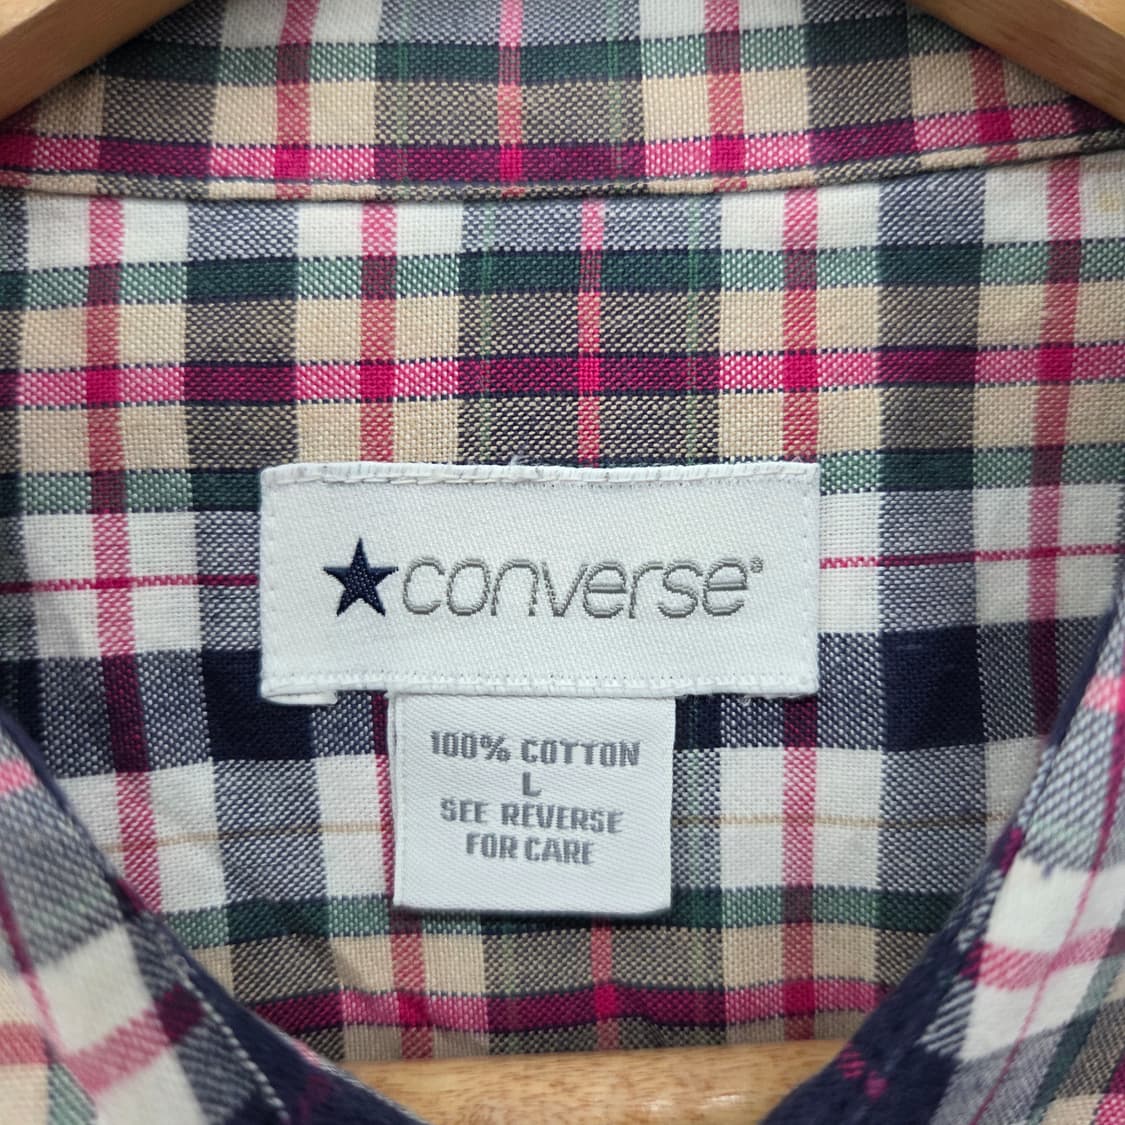 converse®
100% COTTON
L
SEE REVERSE
FOR CARE